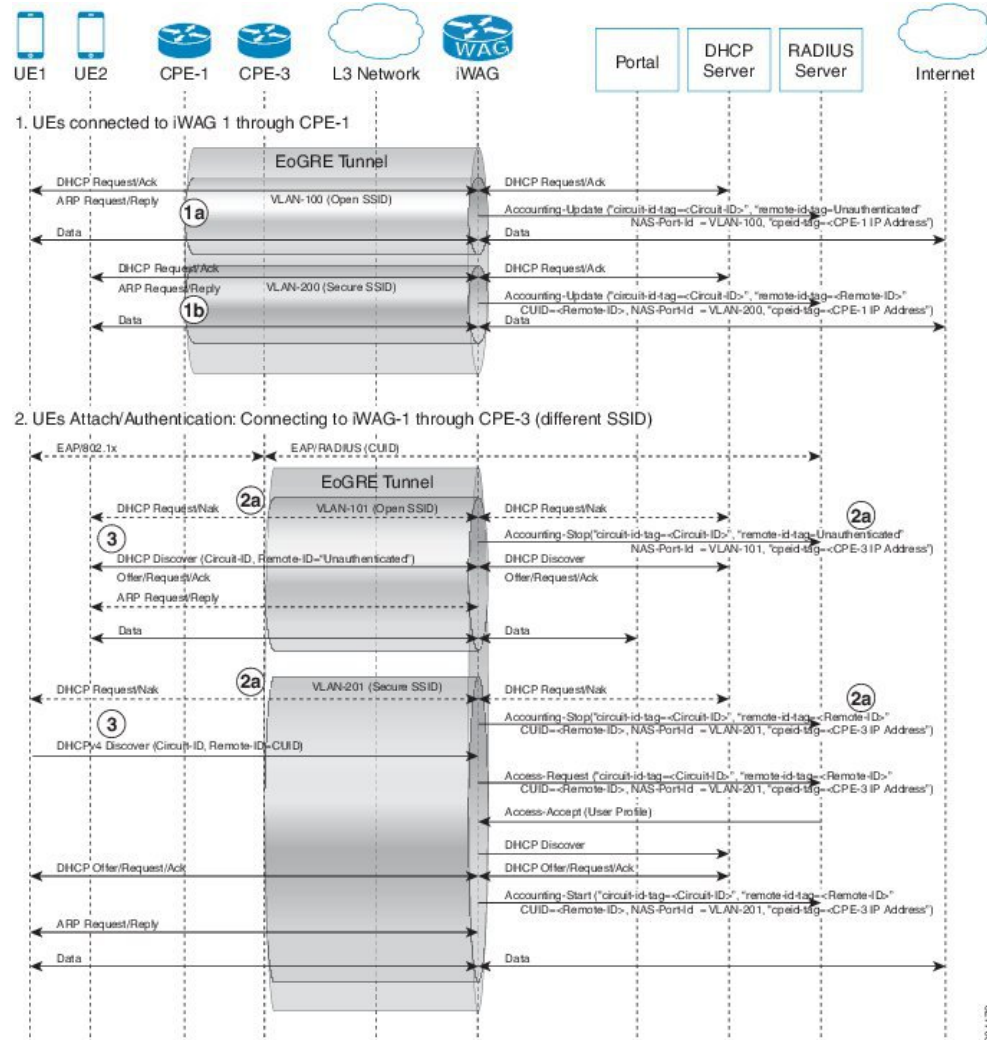 UE1
UE2
CPE-1
CPE-3
L3 Network
WAG
iWAG
Portal
DHCP
Server
RADIUS
Server
Internet
1. UEs connected to iWAG 1 through CPE-1
EoGRE Tunnel
DHCP Request/Ack
DHCP Request/Ack
ARP Request/Reply
1a
VLAN-100 (Open SSID)
Accounting-Update ("circuit-id-tag=<Circuit-ID>", "remote-id-tag=Unauthenticated"
NAS-Port-Id = VLAN-100, "cpeid-tag=<CPE-1 IP Address")
Data
Data
DHCP Request/Ack
DHCP Request/Ack
ARP Request/Reply
VLAN-200 (Secure SSID)
1b
Accounting-Update ("circuit-id-tag=<Circuit-ID>", "remote-id-tag=<Remote-ID>"
CUID=<Remote-ID>, NAS-Port-Id = VLAN-200, "cpeid-tag=<CPE-1 IP Address")
Data
Data
2. UEs Attach/Authentication: Connecting to iWAG-1 through CPE-3 (different SSID)
EAP/802.1x
EAP/RADIUS (CUID)
EoGRE Tunnel
DHCP Request/Nak
2a
VLAN-101 (Open SSID)
DHCP Request/Nak
2a
3
Accounting-Stop("circuit-id-tag=<Circuit-ID>", "remote-id-tag=Unauthenticated"
NAS-Port-Id = VLAN-101, "cpeid-tag=<CPE-3 IP Address")
DHCP Discover (Circuit-ID, Remote-ID="Unauthenticated")
DHCP Discover
Offer/Request/Ack
Offer/Request/Ack
ARP Request/Reply
Data
Data
DHCP Request/Nak
2a
VLAN-201 (Secure SSID)
DHCP Request/Nak
2a
3
Accounting-Stop("circuit-id-tag=<Circuit-ID>", "remote-id-tag=<Remote-ID>"
CUID=<Remote-ID>, NAS-Port-Id = VLAN-201, "cpeid-tag=<CPE-3 IP Address")
DHCPv4 Discover (Circuit-ID, Remote-ID=CUID)
Access-Request ("circuit-id-tag=<Circuit-ID>", "remote-id-tag=<Remote-ID>"
CUID=<Remote-ID>, NAS-Port-Id = VLAN-201, "cpeid-tag=<CPE-3 IP Address")
Access-Accept (User Profile)
DHCP Discover
DHCP Offer/Request/Ack
DHCP Offer/Request/Ack
Accounting-Start ("circuit-id-tag=<Circuit-ID>", "remote-id-tag=<Remote-ID>"
CUID=<Remote-ID>, NAS-Port-Id = VLAN-201, "cpeid-tag=<CPE-3 IP Address")
ARP Request/Reply
Data
Data